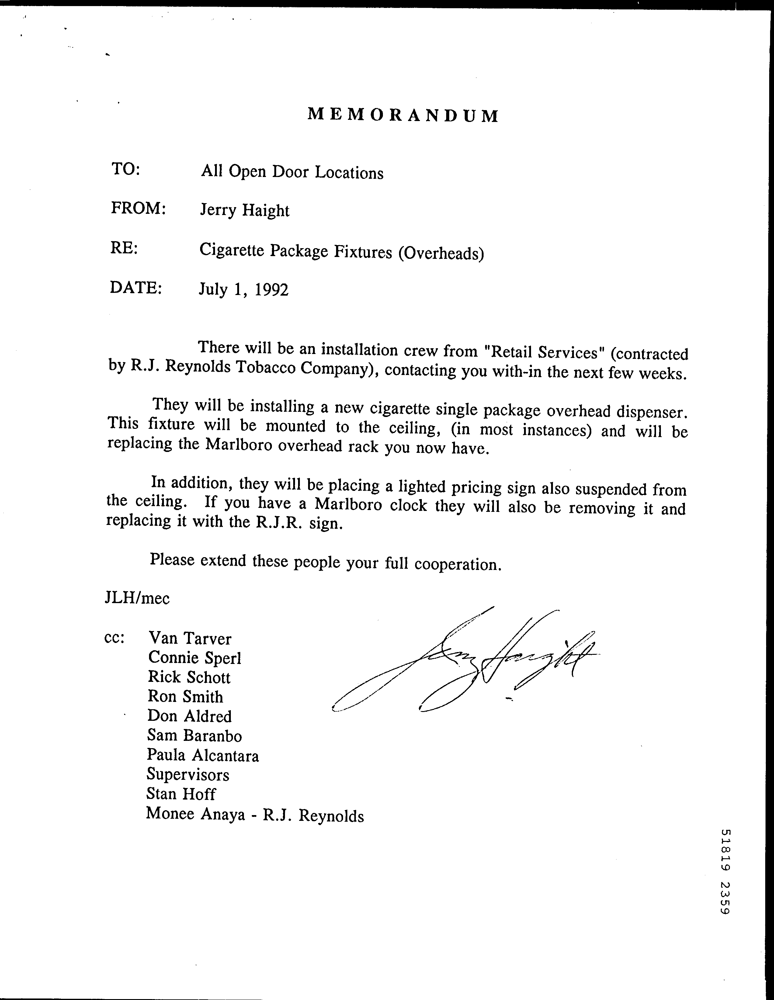 MEMORANDUM
TO: All Open Door Locations
FROM: Jerry Haight
RE: Cigarette Package Fixtures (Overheads)
DATE: July 1, 1992
There will be an installation crew from "Retail Services" (contracted
by R.J. Reynolds Tobacco Company), contacting you with-in the next few weeks.
They will be installing a new cigarette single package overhead dispenser.
This fixture will be mounted to the ceiling, (in most instances) and will be
replacing the Marlboro overhead rack you now have.
In addition, they will be placing a lighted pricing sign also suspended from
the ceiling. If you have a Marlboro clock they will also be removing it and
replacing it with the R.J.R. sign.
Please extend these people your full cooperation.
JLH/mec
Jerry Haight
cc: Van Tarver
Connie Sperl
Rick Schott
Ron Smith
Don Aldred
Sam Baranbo
Paula Alcantara
Supervisors
Stan Hoff
Monee Anaya - R.J. Reynolds
51819 2359